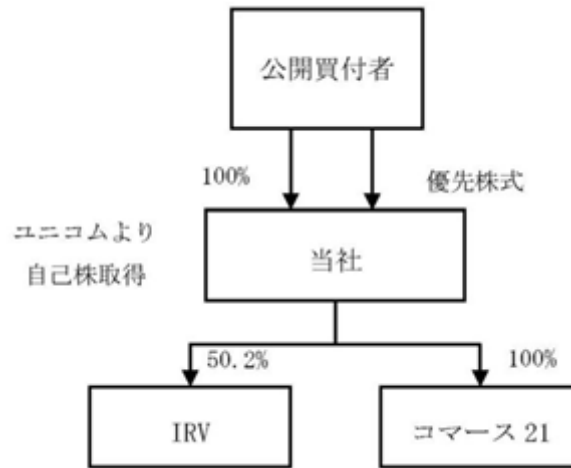 公開買付者
100%
優先株式
ユニコムより
自己株取得
当社
50.2%
100%
IRV
コマース 21